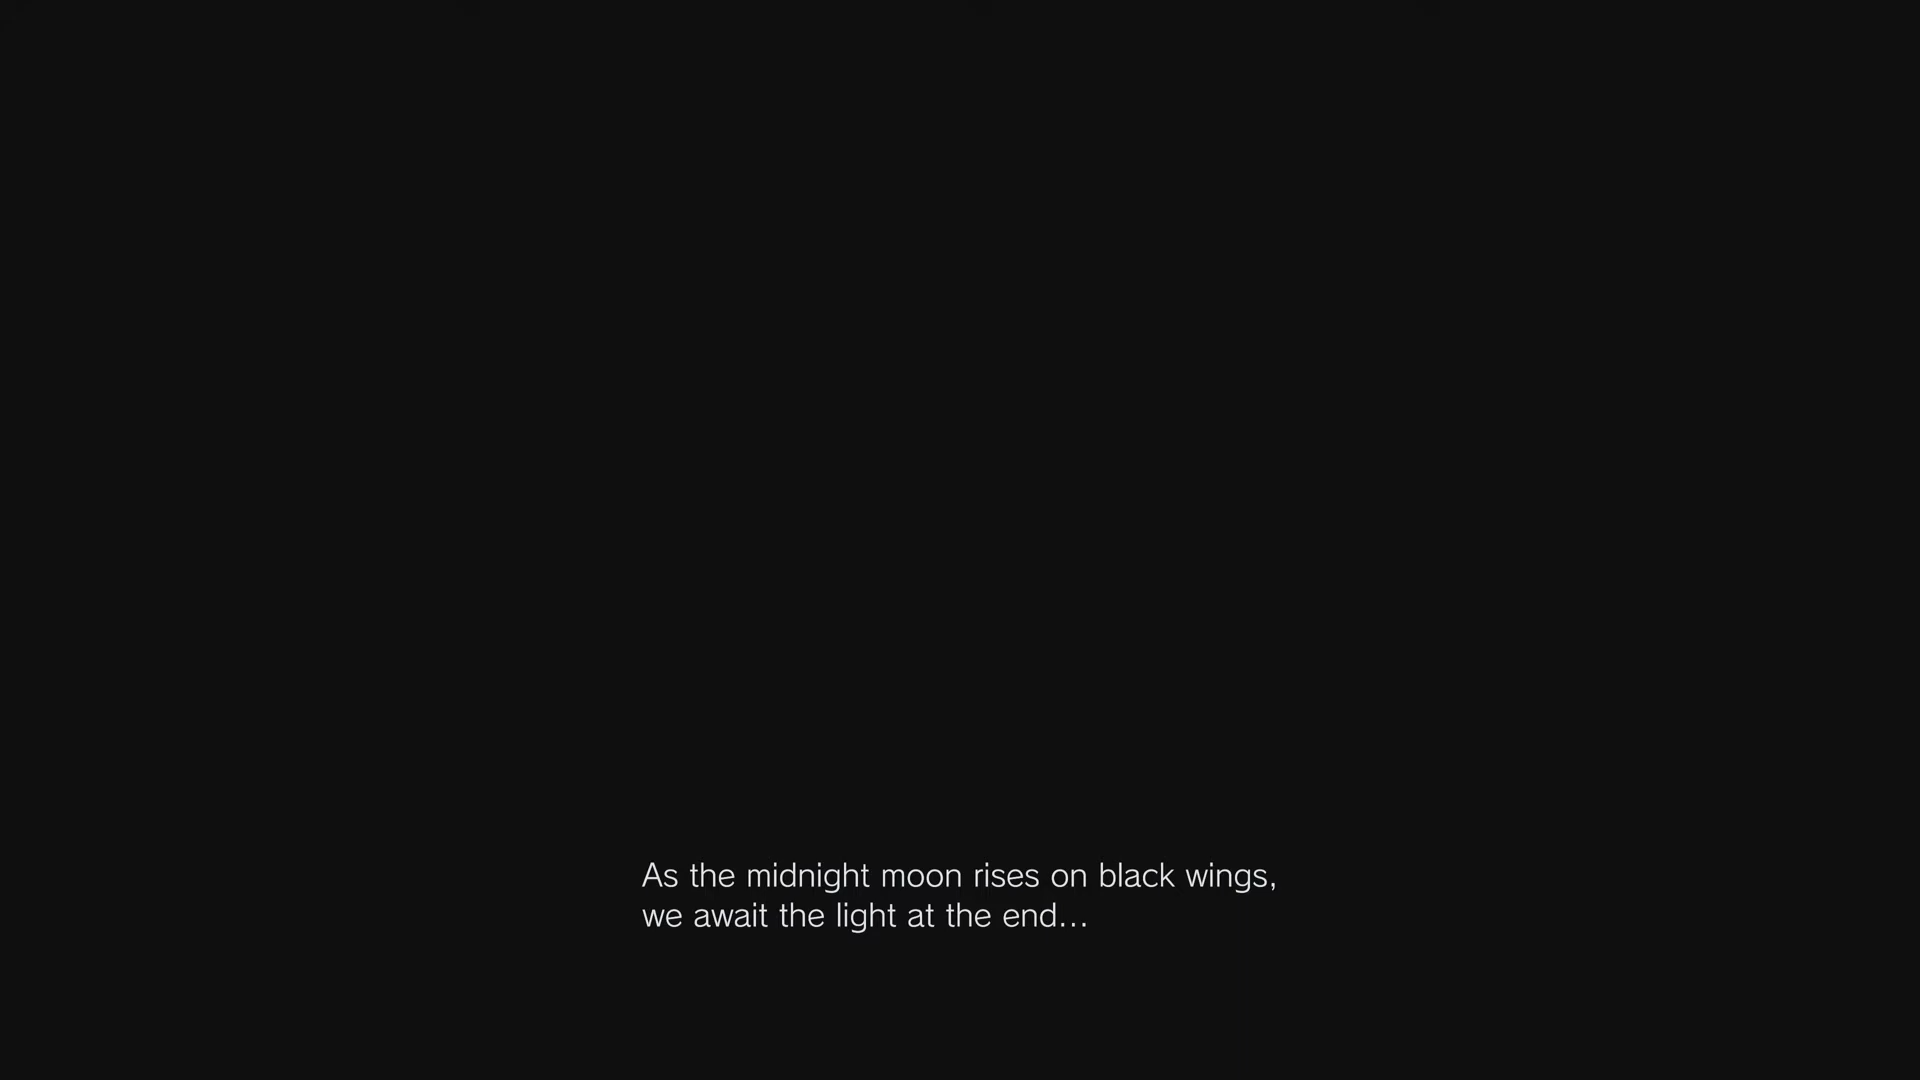 As the midnight moon rises on black wings,
we await the light at the end...